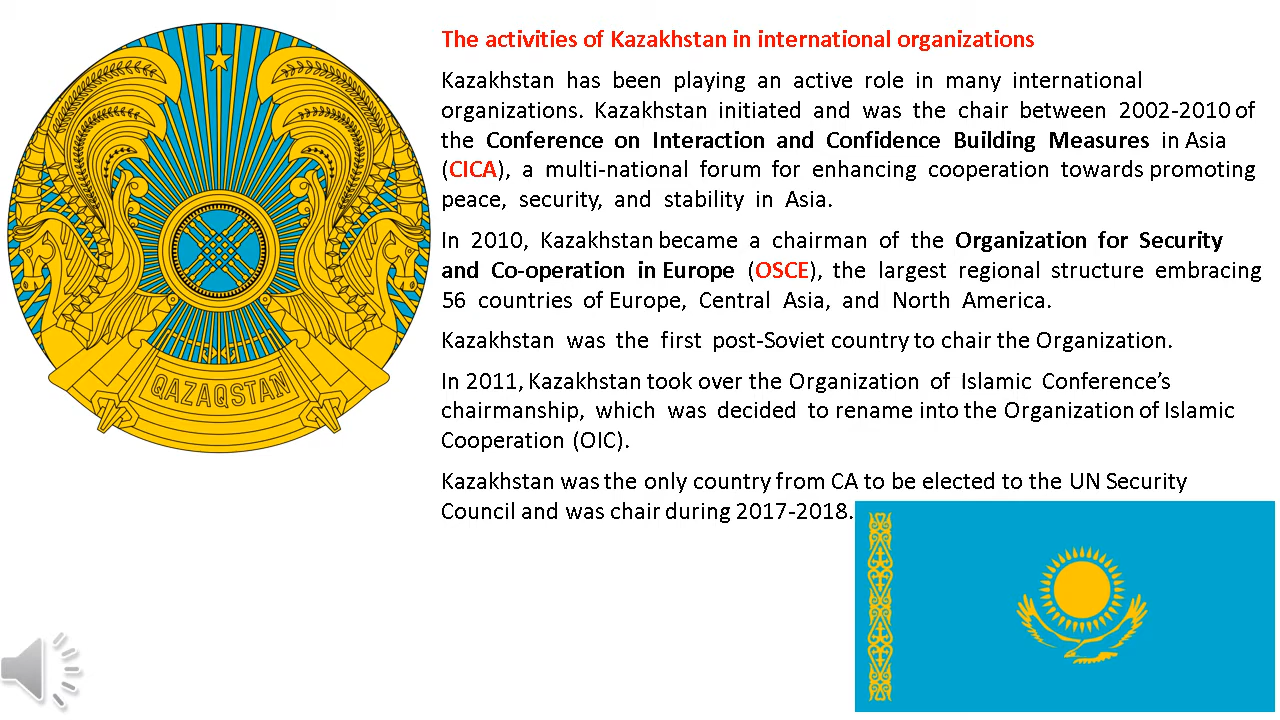 The activities of Kazakhstan in international organizations
Kazakhstan has been playing an active role in many international
organizations. Kazakhstan initiated and was the chair between 2002-2010 of
the Conference on Interaction and Confidence Building Measures in Asia
(CICA), a multi-national forum for enhancing cooperation towards promoting
peace, security, and stability in Asia.
In 2010, Kazakhstan became a chairman of the Organization for Security
and Co-operation in Europe (OSCE), the largest regional structure embracing
56 countries of Europe, Central Asia, and North America.
Kazakhstan was the first post-Soviet country to chair the Organization.
In 2011, Kazakhstan took over the Organization of Islamic Conference’s
chairmanship, which was decided to rename into the Organization of Islamic
Cooperation (OIC).
Kazakhstan was the only country from CA to be elected to the UN Security
Council and was chair during 2017-2018.
QAZAQSTAN